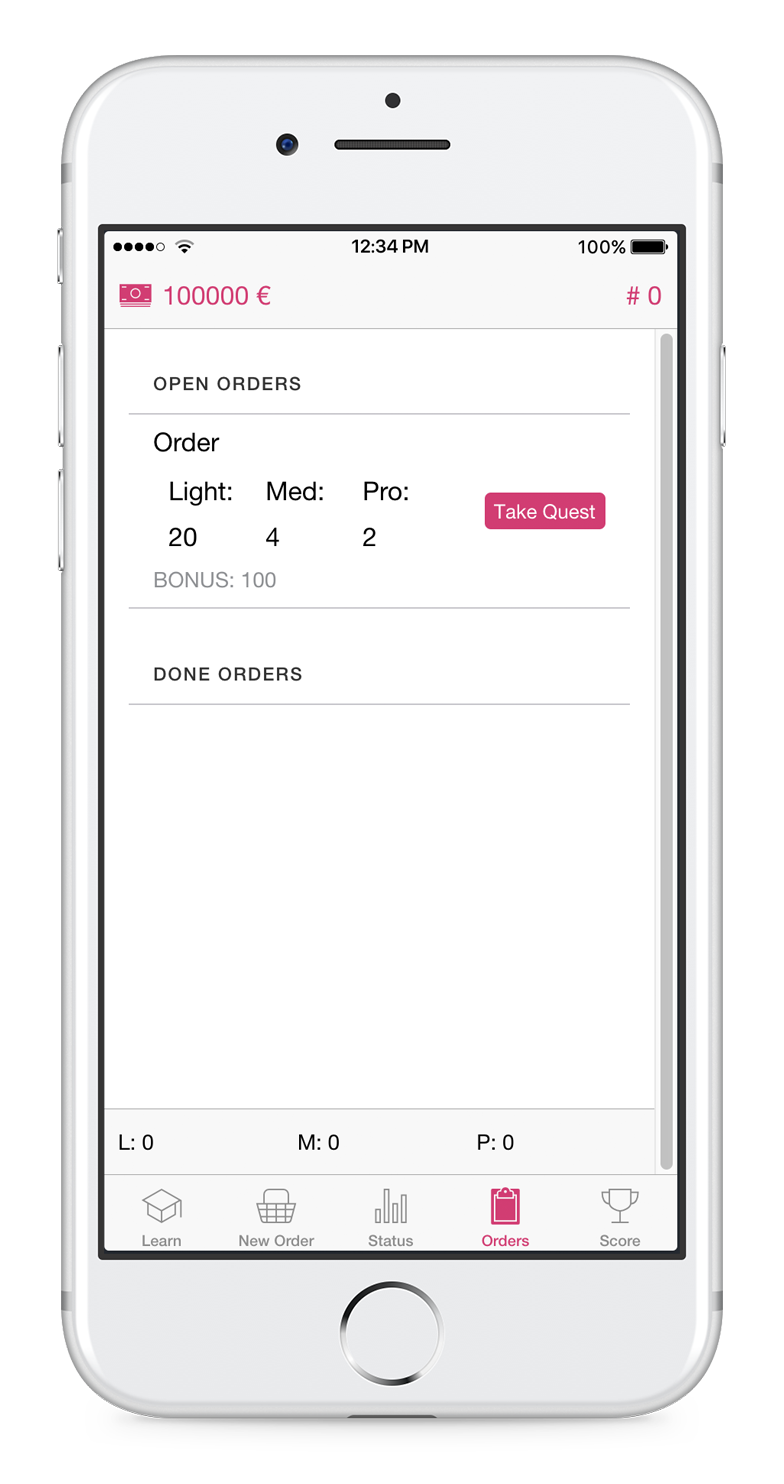 12:34 PM 100%
100000 € # 0
OPEN ORDERS
Order
Light: Med: Pro:
Take Quest
20 4 2
BONUS: 100
DONE ORDERS
L: 0 M: 0 P: 0
Learn New Order Status Orders Score